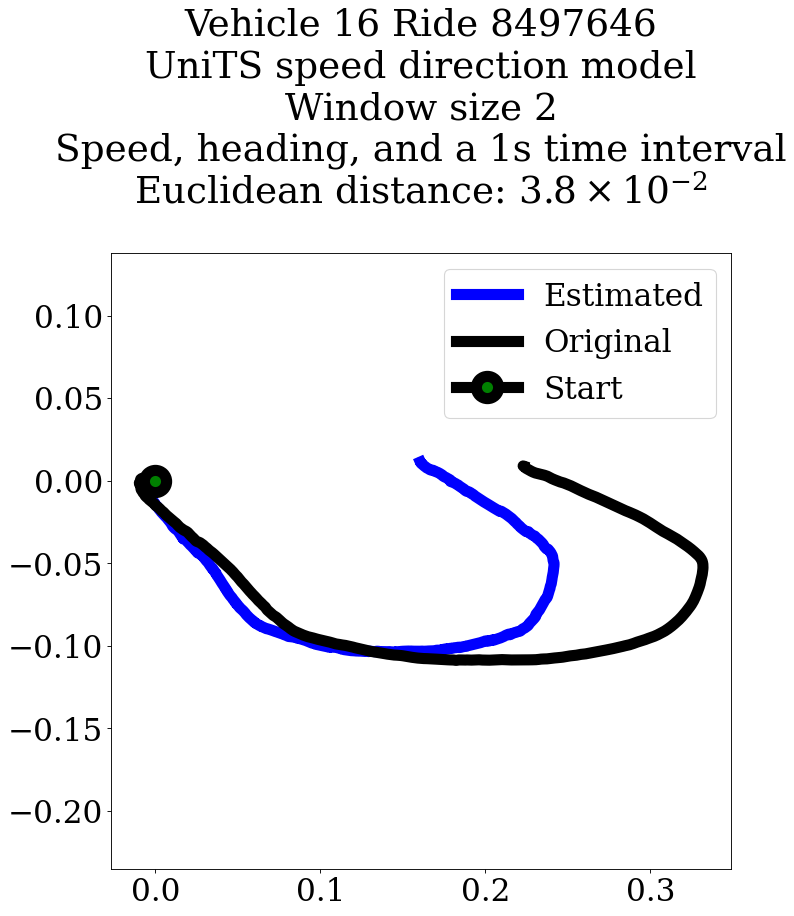 Vehicle 16 Ride 8497646
UniTS speed direction model
Window size 2
Speed, heading, and a 1s time interval
Euclidean distance: 3.8 × 10⁻²
Estimated
Original
Start
0.10
0.05
0.00
−0.05
−0.10
−0.15
−0.20
0.0 0.1 0.2 0.3